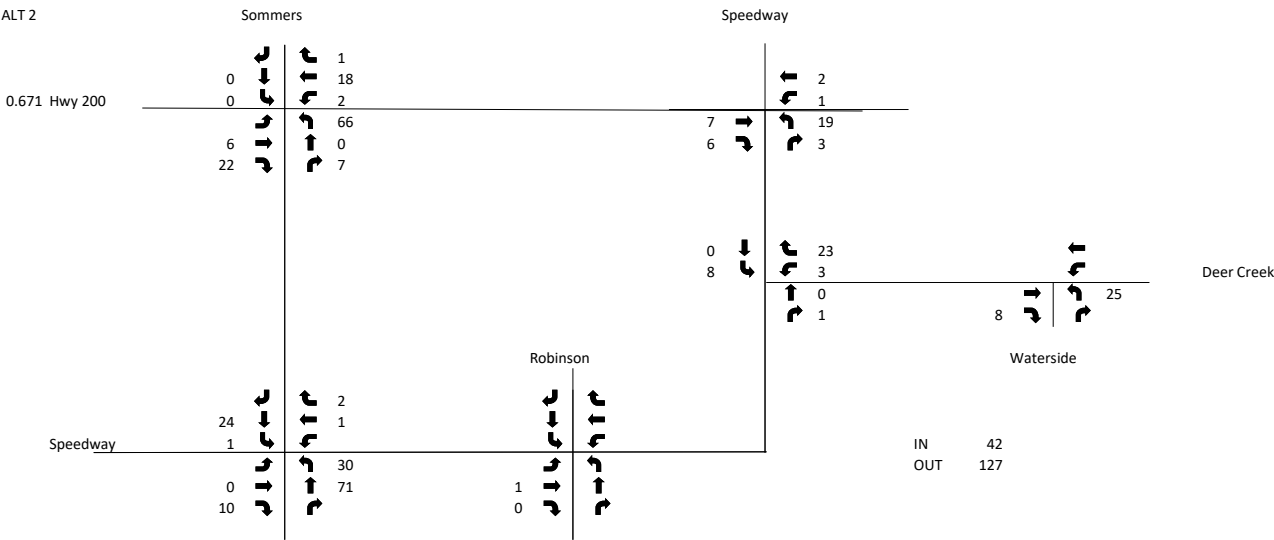 ALT 2 Sommers Speedway
1
0 18 2
0.671 Hwy 200 0 2 1
66 7 19
6 0 6 3
22 7
0 23
8 3 Deer Creek
0 25
1 8
Robinson Waterside
2
24 1
Speedway 1 IN 42
30 OUT 127
0 71 1
10 0